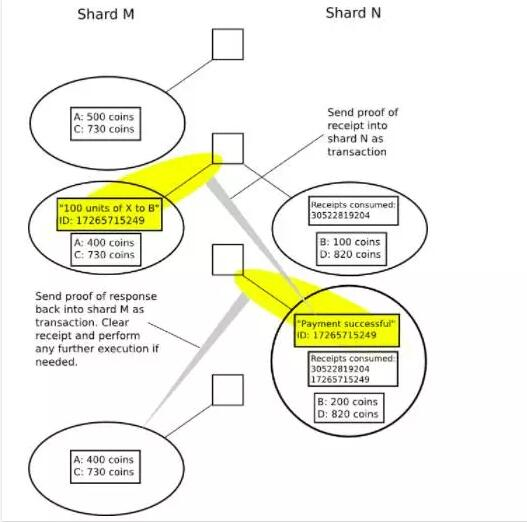 Shard M
Shard N
A: 500 coins
C: 730 coins
Send proof of
receipt into
shard N as
transaction
"100 units of X to B"
ID: 17265715249
A: 400 coins
C: 730 coins
Receipts consumed:
30522819204
B: 100 coins
D: 820 coins
Send proof of response
back into shard M as
transaction. Clear
receipt and perform
any further execution if
needed.
"Payment successful"
ID: 17265715249
Receipts consumed:
30522819204
17265715249
B: 200 coins
D: 820 coins
A: 400 coins
C: 730 coins